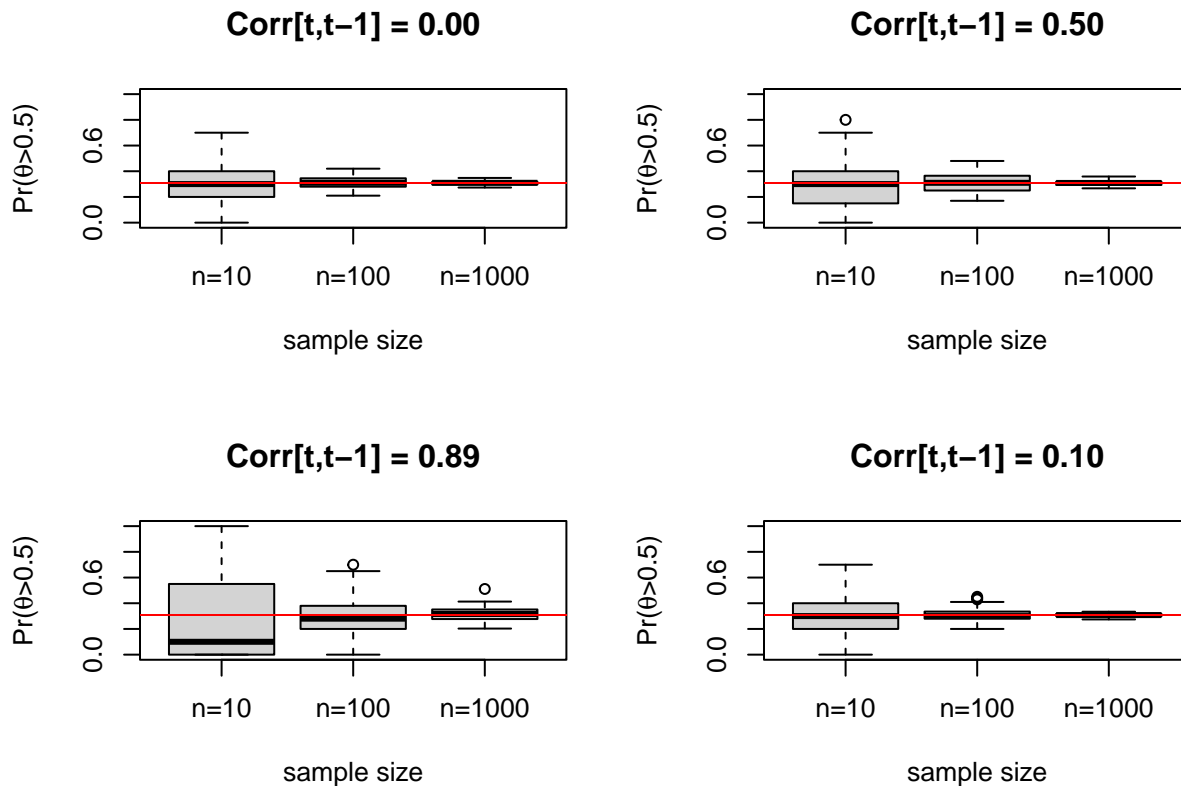 Corr[t,t−1] = 0.00
Pr(θ>0.5)
0.0 0.6
n=10 n=100 n=1000
sample size
Corr[t,t−1] = 0.50
Pr(θ>0.5)
0.0 0.6
n=10 n=100 n=1000
sample size
Corr[t,t−1] = 0.89
Pr(θ>0.5)
0.0 0.6
n=10 n=100 n=1000
sample size
Corr[t,t−1] = 0.10
Pr(θ>0.5)
0.0 0.6
n=10 n=100 n=1000
sample size